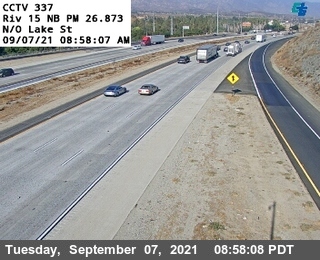 CCTV 337
Riv 15 NB PM 26.873
N/O Lake St
09/07/21 08:58:07 AM
Tuesday, September 07, 2021 08:58:08 PDT